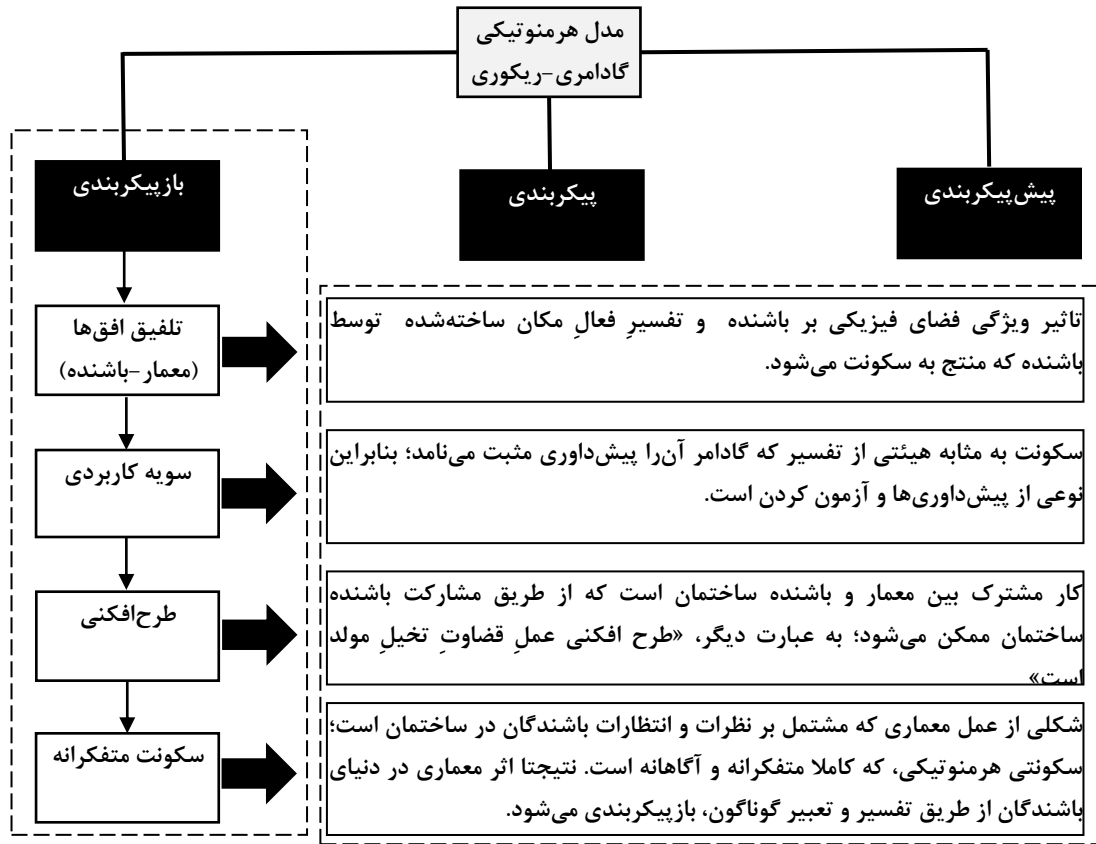 مدل هرمنوتیکی
گادامری-ریکوری
پیش‌پیکربندی
پیکربندی
بازپیکربندی
تلفیق افق‌ها
(معمار-باشنده)
تاثیر ویژگی فضای فیزیکی بر باشنده و تفسیرِ فعالِ مکان ساخته‌شده توسط
باشنده که منتج به سکونت می‌شود.
سویه کاربردی
سکونت به مثابه هیئتی از تفسیر که گادامر آن‌را پیش‌داوری مثبت می‌نامد؛ بنابراین
نوعی از پیش‌داوری‌ها و آزمون کردن است.
طرح‌افکنی
کار مشترک بین معمار و باشنده ساختمان است که از طریق مشارکت باشنده
ساختمان ممکن می‌شود؛ به عبارت دیگر، «طرح افکنی عملِ قضاوتِ تخیلِ مولد
است»
سکونت متفکرانه
شکلی از عمل معماری که مشتمل بر نظرات و انتظارات باشندگان در ساختمان است؛
سکونتی هرمنوتیکی، که کاملا متفکرانه و آگاهانه است. نتیجتا اثر معماری در دنیای
باشندگان از طریق تفسیر و تعبیر گوناگون، بازپیکربندی می‌شود.